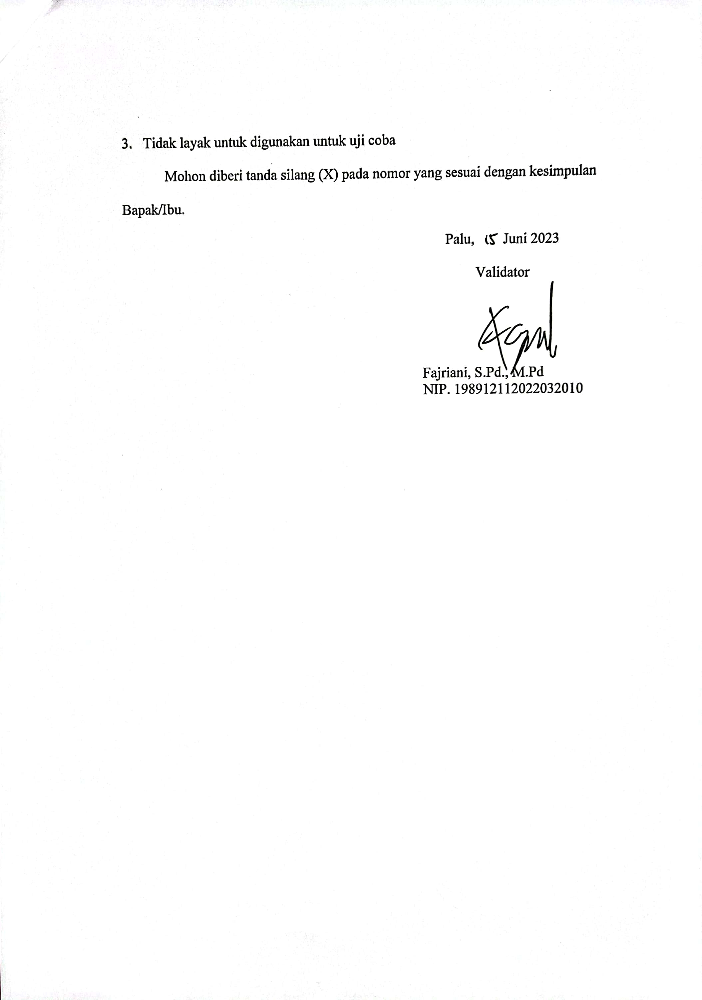 3. Tidak layak untuk digunakan untuk uji coba
Mohon diberi tanda silang (X) pada nomor yang sesuai dengan kesimpulan
Bapak/Ibu.
Palu, 15 Juni 2023
Validator
Fajriani, S.Pd., M.Pd
NIP. 198912112022032010